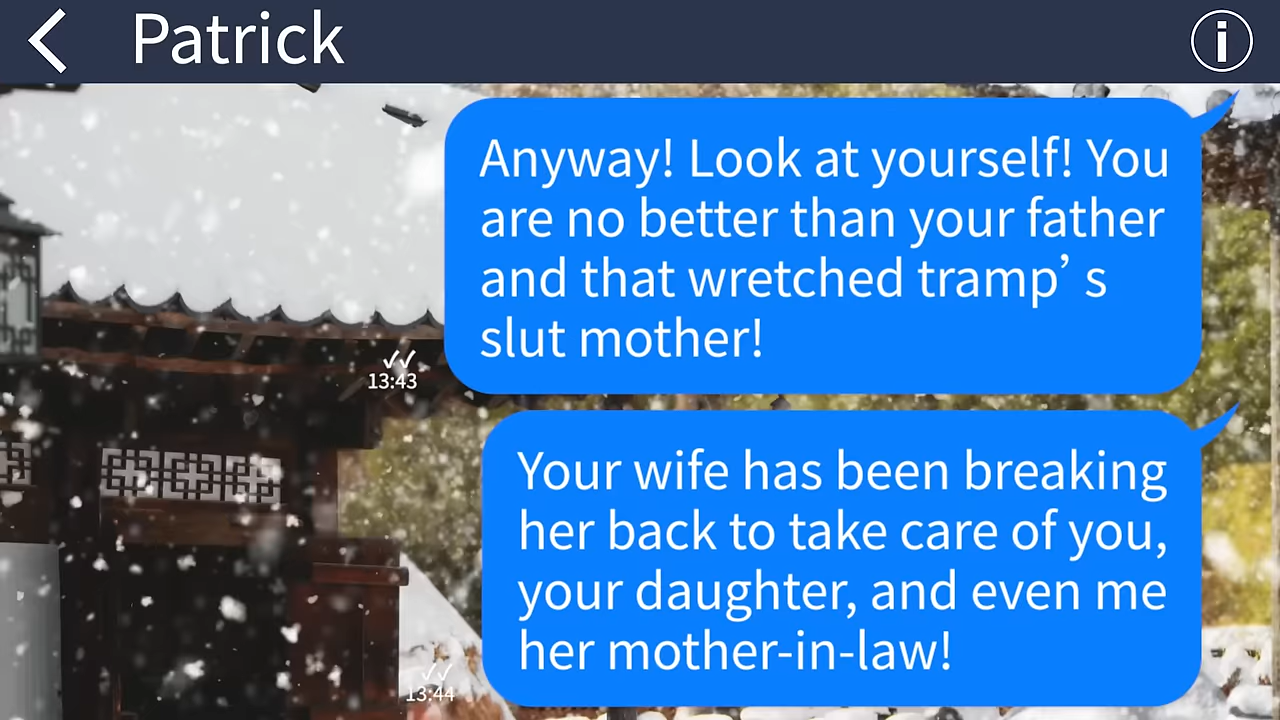 Patrick
Anyway! Look at yourself! You
are no better than your father
and that wretched tramp’ s
slut mother!
13:43
Your wife has been breaking
her back to take care of you,
your daughter, and even me
her mother-in-law!
13:44